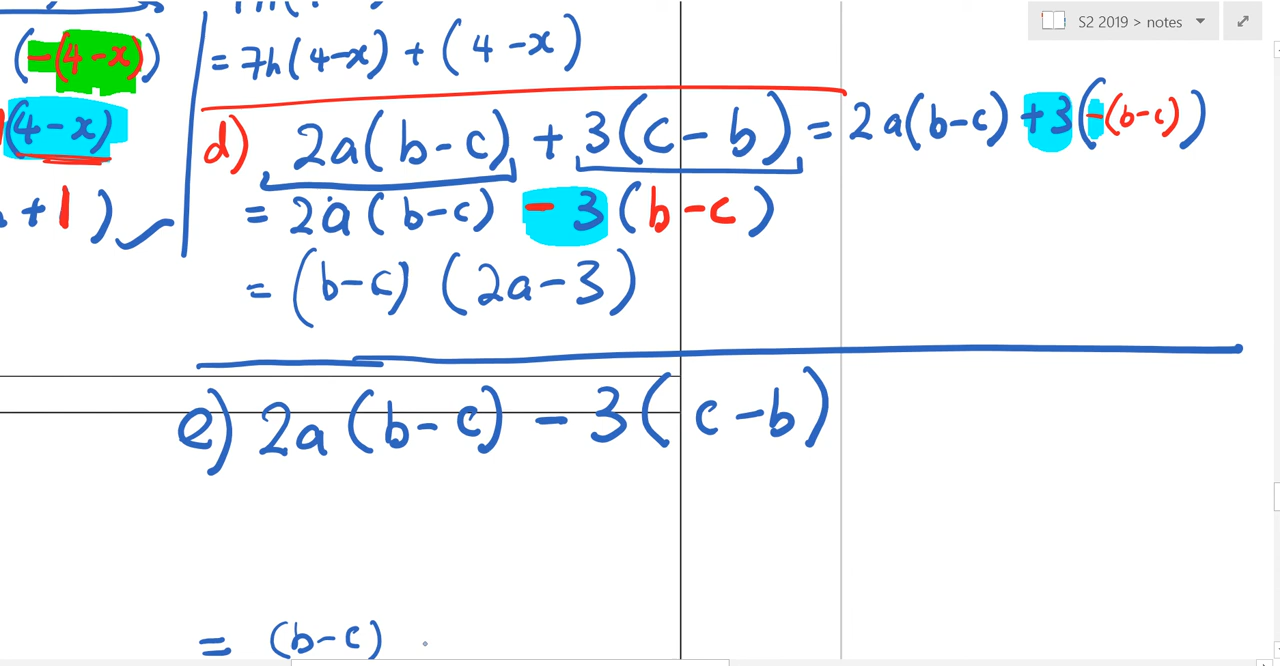 S2 2019 > notes
(-(4-x))
= 7h(4-x) + (4-x)
(4-x)
d) 2a(b-c) + 3(c-b) = 2a(b-c) +3(-(b-c))
+1)
= 2a(b-c) - 3(b-c)
= (b-c) (2a-3)
e) 2a(b-c) - 3(c-b)
= (b-c)